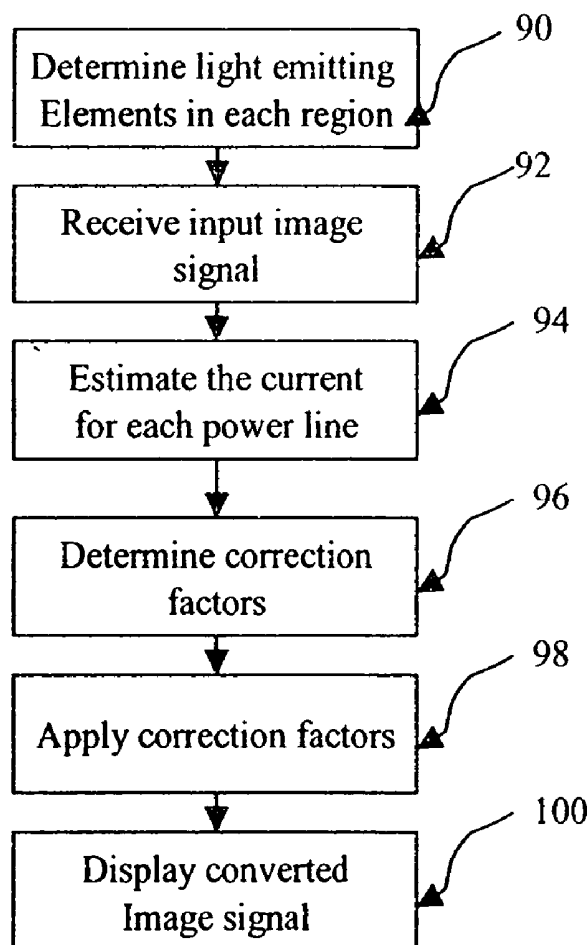 90
Determine light emitting
Elements in each region
92
Receive input image
signal
94
Estimate the current
for each power line
96
Determine correction
factors
98
Apply correction factors
100
Display converted
Image signal